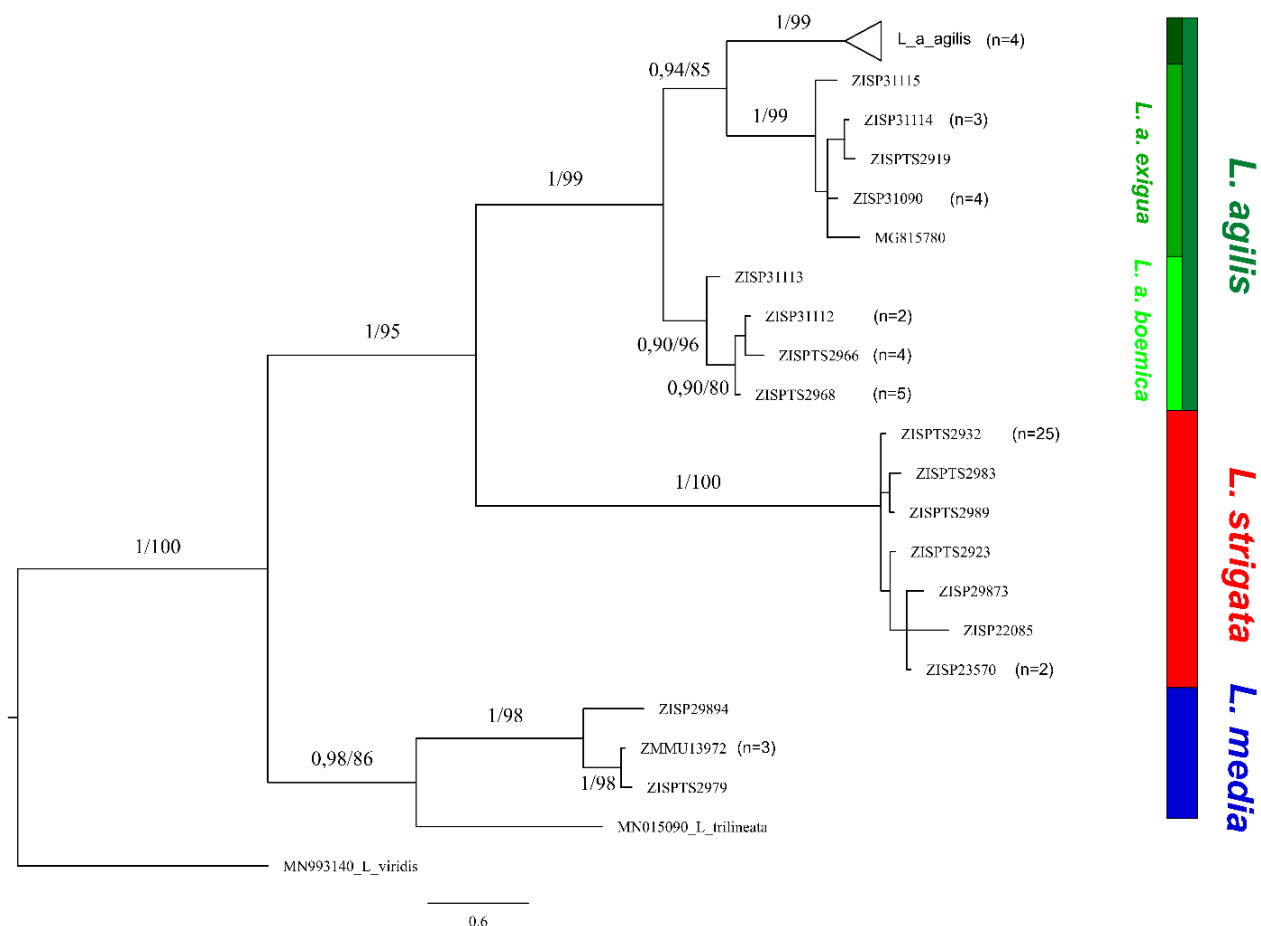 1/99
L_a_agilis (n=4)
0,94/85
ZISP31115
1/99
ZISP31114 (n=3)
ZISPTS2919
1/99
ZISP31090 (n=4)
MG815780
ZISP31113
ZISP31112 (n=2)
1/95
0,90/96
ZISPTS2966 (n=4)
0,90/80
ZISPTS2968 (n=5)
ZISPTS2932 (n=25)
ZISPTS2983
1/100
ZISPTS2989
1/100
ZISPTS2923
ZISP29873
ZISP22085
ZISP23570 (n=2)
ZISP29894
1/98
ZMMU13972 (n=3)
0,98/86
1/98
ZISPTS2979
MN015090_L_trilineata
MN993140_L_viridis
0.6
L. a. exigua
L. a. boemica
L. agilis
L. strigata
L. media